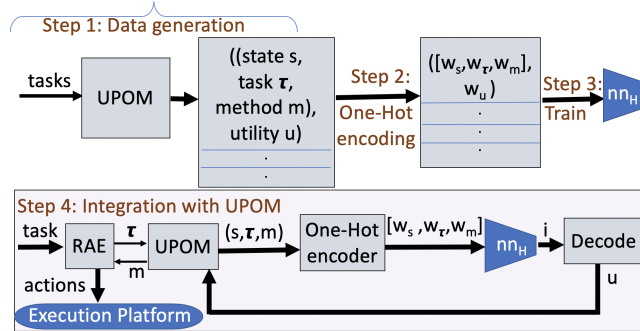 Step 1: Data generation
tasks
UPOM
((state s,
task τ,
method m),
utility u)
.
.
Step 2:
One-Hot
encoding
([w_s,w_τ,w_m],
w_u)
.
.
.
Step 3:
Train
nn_H
Step 4: Integration with UPOM
task
RAE
τ
m
UPOM
(s,τ,m)
One-Hot
encoder
[w_s,w_τ,w_m]
nn_H
i
Decode
u
actions
Execution Platform